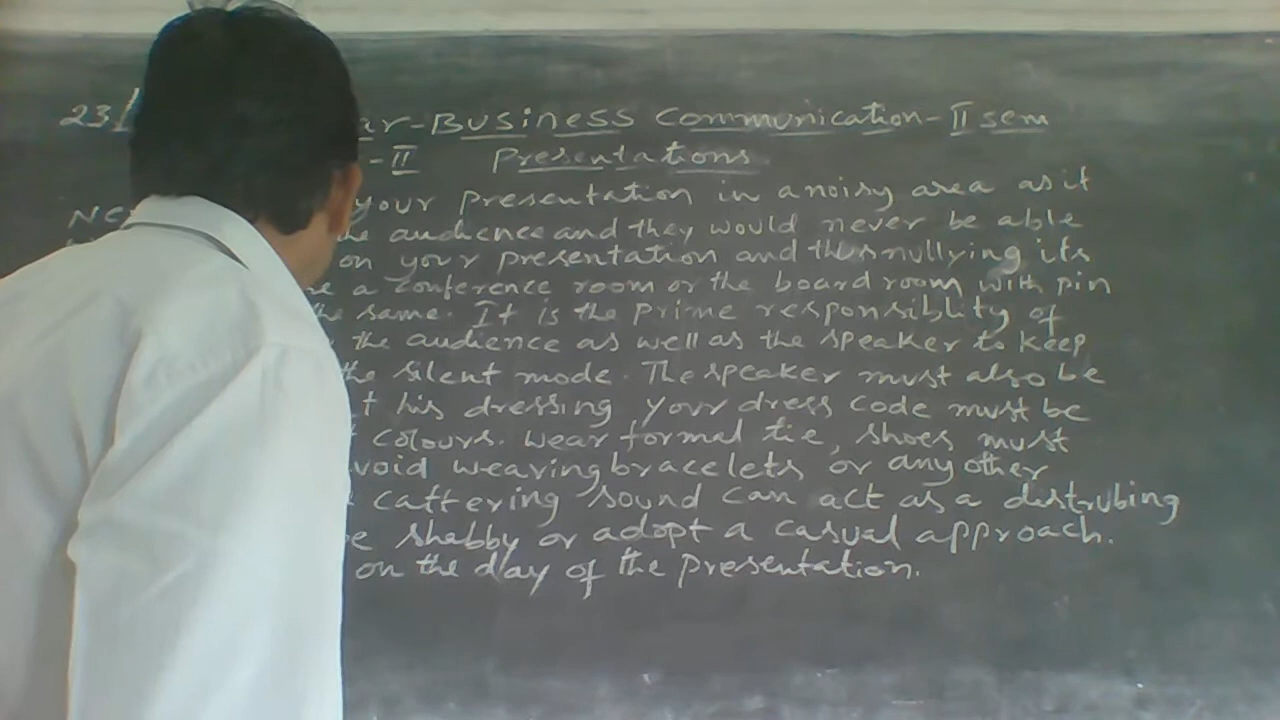 23/
-Business Communication-II sem
-II Presentations
your presentation in a noisy area as it
audience and they would never be able
on your presentation and thus nullying its
a conference room or the board room with pin
the same. It is the prime responsiblity of
the audience as well as the speaker to keep
the silent mode. The speaker must also be
his dressing your dress code must be
colours. Wear formal tie, shoes must
void wearing bracelets or any other
cattering sound can act as a distrubing
shabby or adopt a casual approach.
on the day of the presentation.